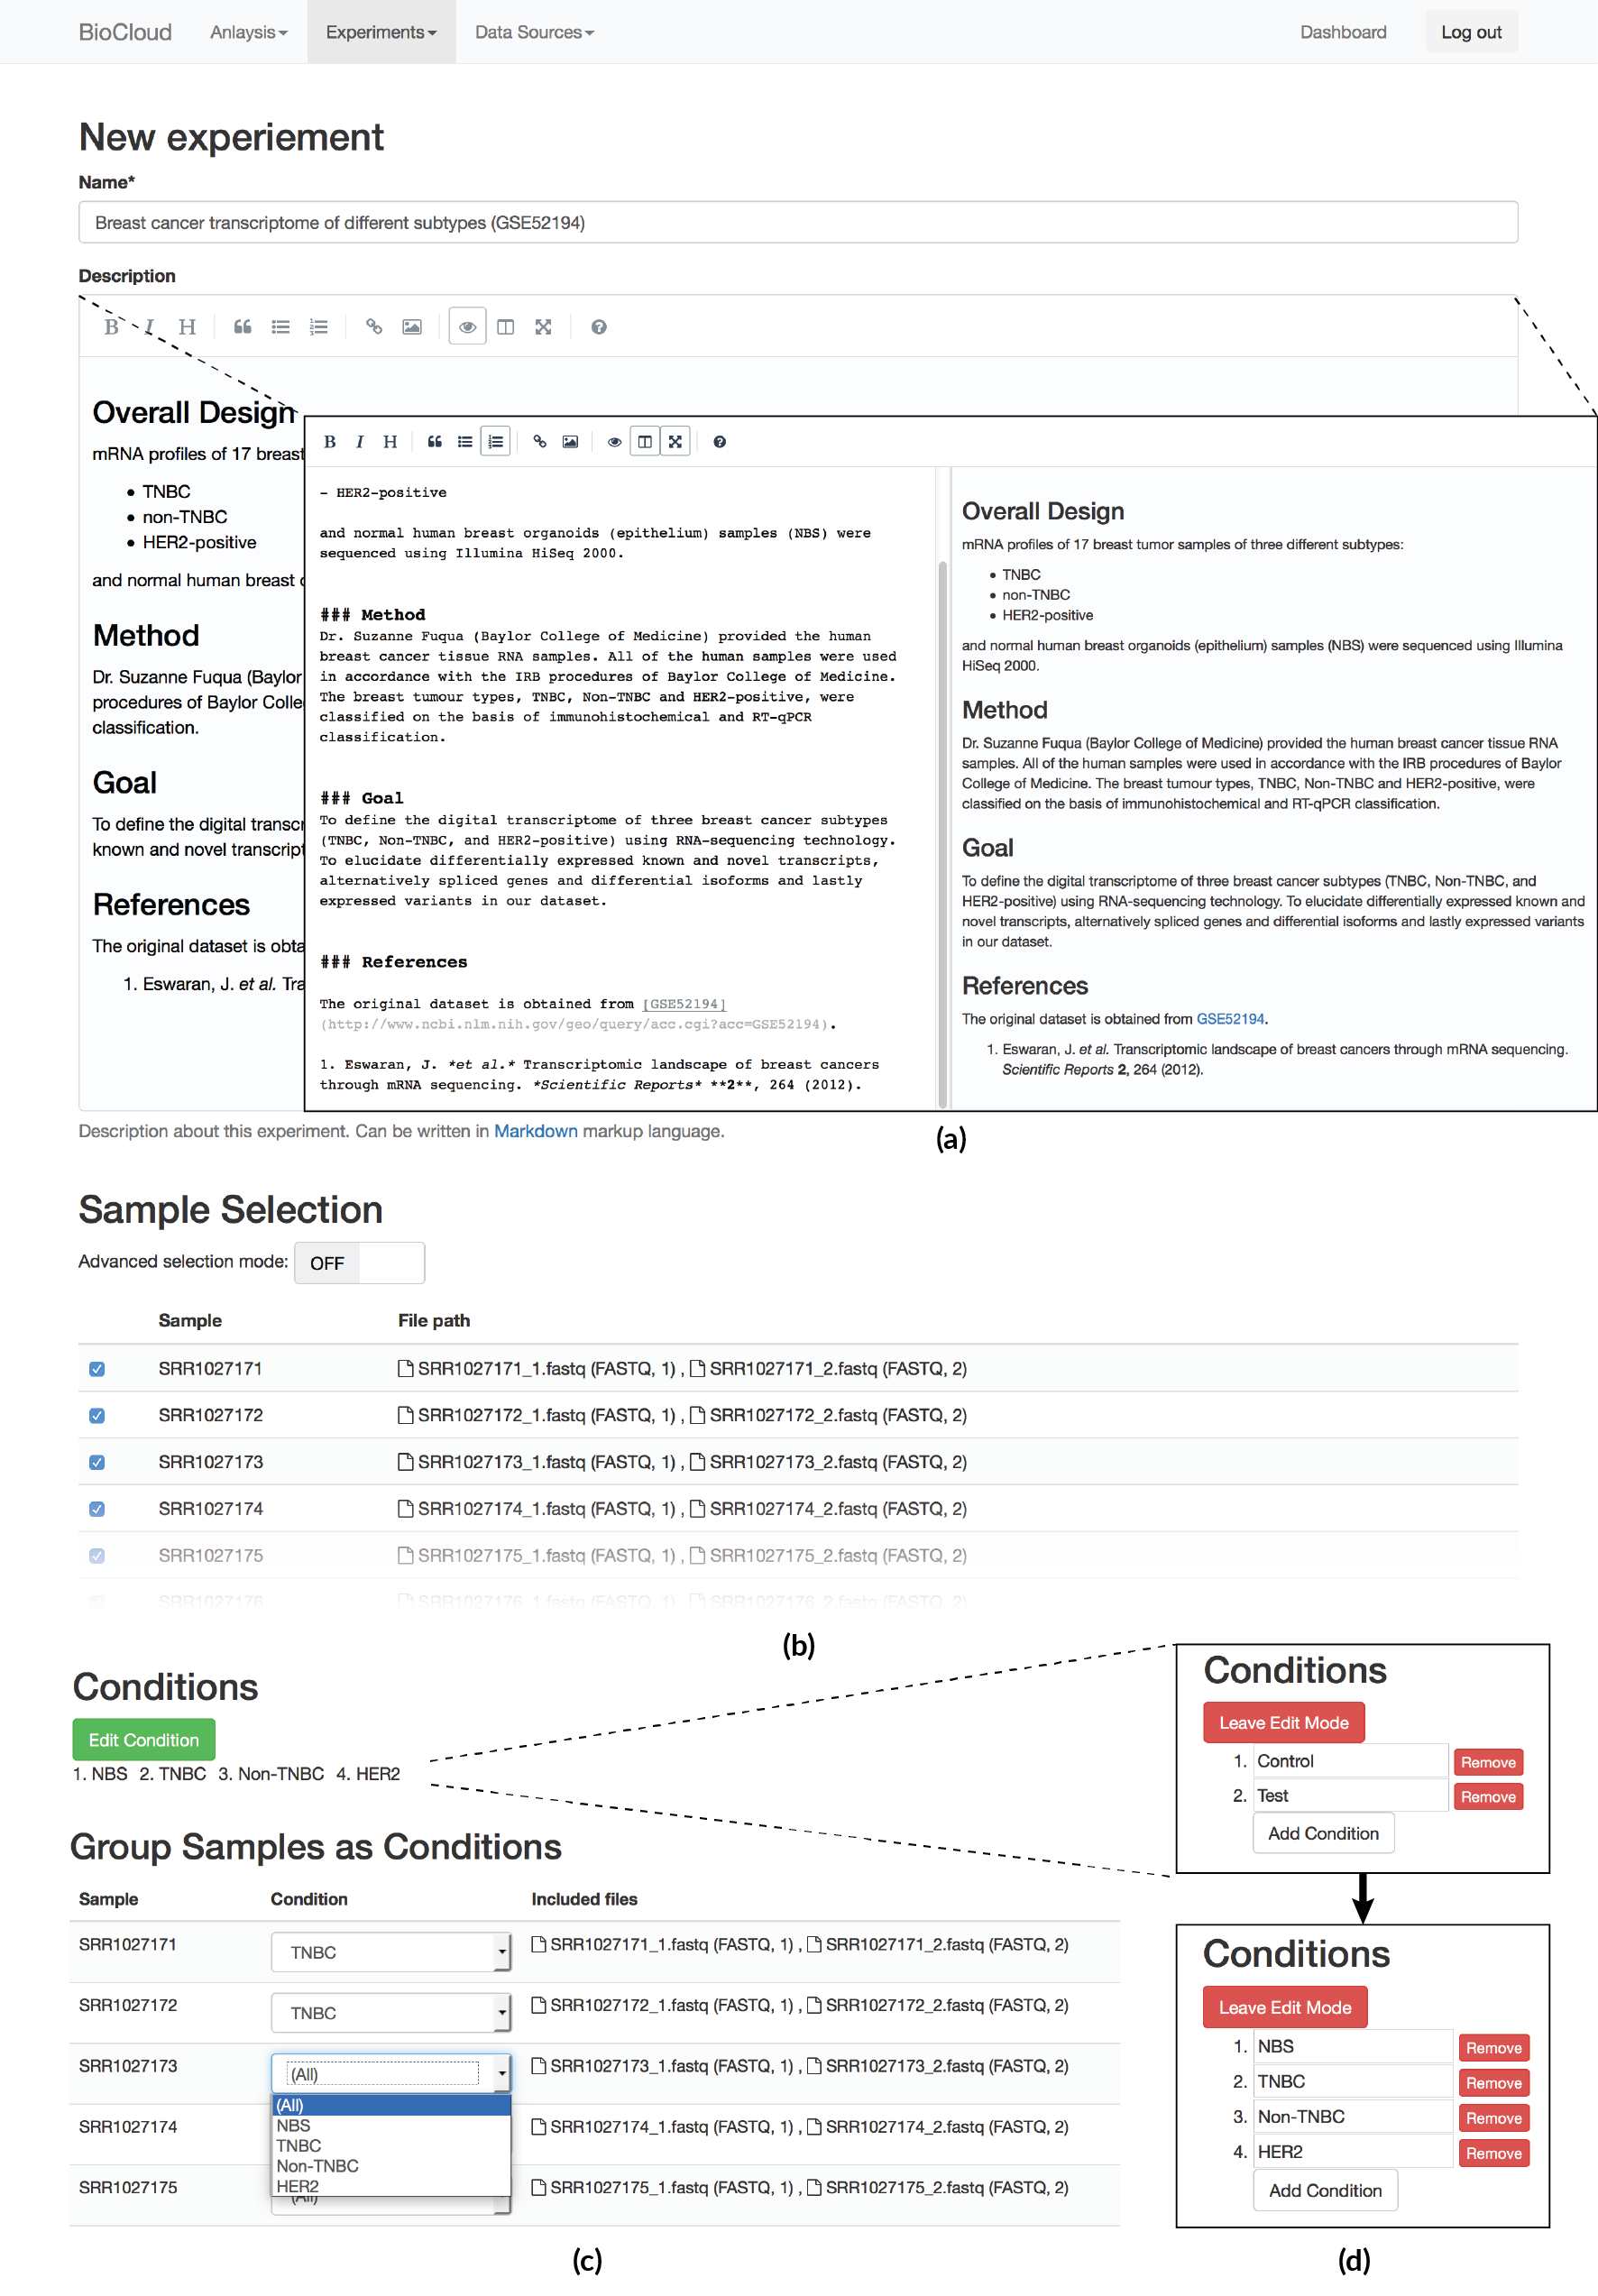 BioCloud Anlaysis Experiments Data Sources Dashboard Log out
New experiement
Name*
Breast cancer transcriptome of different subtypes (GSE52194)
Description
B I H
Overall Design
mRNA profiles of 17 breast
• TNBC
• non-TNBC
• HER2-positive
and normal human breast
Method
Dr. Suzanne Fuqua (Baylor
procedures of Baylor Colle
classification.
Goal
To define the digital transcr
known and novel transcript
References
The original dataset is obta
1. Eswaran, J. et al. Tra
B I H
- HER2-positive
and normal human breast organoids (epithelium) samples (NBS) were
sequenced using Illumina HiSeq 2000.
### Method
Dr. Suzanne Fuqua (Baylor College of Medicine) provided the human
breast cancer tissue RNA samples. All of the human samples were used
in accordance with the IRB procedures of Baylor College of Medicine.
The breast tumour types, TNBC, Non-TNBC and HER2-positive, were
classified on the basis of immunohistochemical and RT-qPCR
classification.
### Goal
To define the digital transcriptome of three breast cancer subtypes
(TNBC, Non-TNBC, and HER2-positive) using RNA-sequencing technology.
To elucidate differentially expressed known and novel transcripts,
alternatively spliced genes and differential isoforms and lastly
expressed variants in our dataset.
### References
The original dataset is obtained from [GSE52194]
(http://www.ncbi.nlm.nih.gov/geo/query/acc.cgi?acc=GSE52194).
1. Eswaran, J. *et al.* Transcriptomic landscape of breast cancers
through mRNA sequencing. *Scientific Reports* **2**, 264 (2012).
Overall Design
mRNA profiles of 17 breast tumor samples of three different subtypes:
• TNBC
• non-TNBC
• HER2-positive
and normal human breast organoids (epithelium) samples (NBS) were sequenced using Illumina
HiSeq 2000.
Method
Dr. Suzanne Fuqua (Baylor College of Medicine) provided the human breast cancer tissue RNA
samples. All of the human samples were used in accordance with the IRB procedures of Baylor
College of Medicine. The breast tumour types, TNBC, Non-TNBC and HER2-positive, were
classified on the basis of immunohistochemical and RT-qPCR classification.
Goal
To define the digital transcriptome of three breast cancer subtypes (TNBC, Non-TNBC, and
HER2-positive) using RNA-sequencing technology. To elucidate differentially expressed known and
novel transcripts, alternatively spliced genes and differential isoforms and lastly expressed variants
in our dataset.
References
The original dataset is obtained from GSE52194.
1. Eswaran, J. et al. Transcriptomic landscape of breast cancers through mRNA sequencing.
Scientific Reports 2, 264 (2012).
Description about this experiment. Can be written in Markdown markup language.
(a)
Sample Selection
Advanced selection mode: OFF
Sample File path
SRR1027171 SRR1027171_1.fastq (FASTQ, 1) , SRR1027171_2.fastq (FASTQ, 2)
SRR1027172 SRR1027172_1.fastq (FASTQ, 1) , SRR1027172_2.fastq (FASTQ, 2)
SRR1027173 SRR1027173_1.fastq (FASTQ, 1) , SRR1027173_2.fastq (FASTQ, 2)
SRR1027174 SRR1027174_1.fastq (FASTQ, 1) , SRR1027174_2.fastq (FASTQ, 2)
SRR1027175 SRR1027175_1.fastq (FASTQ, 1) , SRR1027175_2.fastq (FASTQ, 2)
SRR1027176 SRR1027176_1.fastq (FASTQ, 1) , SRR1027176_2.fastq (FASTQ, 2)
(b)
Conditions
Edit Condition
1. NBS 2. TNBC 3. Non-TNBC 4. HER2
Group Samples as Conditions
Sample Condition Included files
SRR1027171 TNBC SRR1027171_1.fastq (FASTQ, 1) , SRR1027171_2.fastq (FASTQ, 2)
SRR1027172 TNBC SRR1027172_1.fastq (FASTQ, 1) , SRR1027172_2.fastq (FASTQ, 2)
SRR1027173 (All) SRR1027173_1.fastq (FASTQ, 1) , SRR1027173_2.fastq (FASTQ, 2)
(All)
NBS
SRR1027174 SRR1027174_1.fastq (FASTQ, 1) , SRR1027174_2.fastq (FASTQ, 2)
TNBC
Non-TNBC
HER2
SRR1027175 (All) SRR1027175_1.fastq (FASTQ, 1) , SRR1027175_2.fastq (FASTQ, 2)
(c)
Conditions
Leave Edit Mode
1. Control Remove
2. Test Remove
Add Condition
Conditions
Leave Edit Mode
1. NBS Remove
2. TNBC Remove
3. Non-TNBC Remove
4. HER2 Remove
Add Condition
(d)